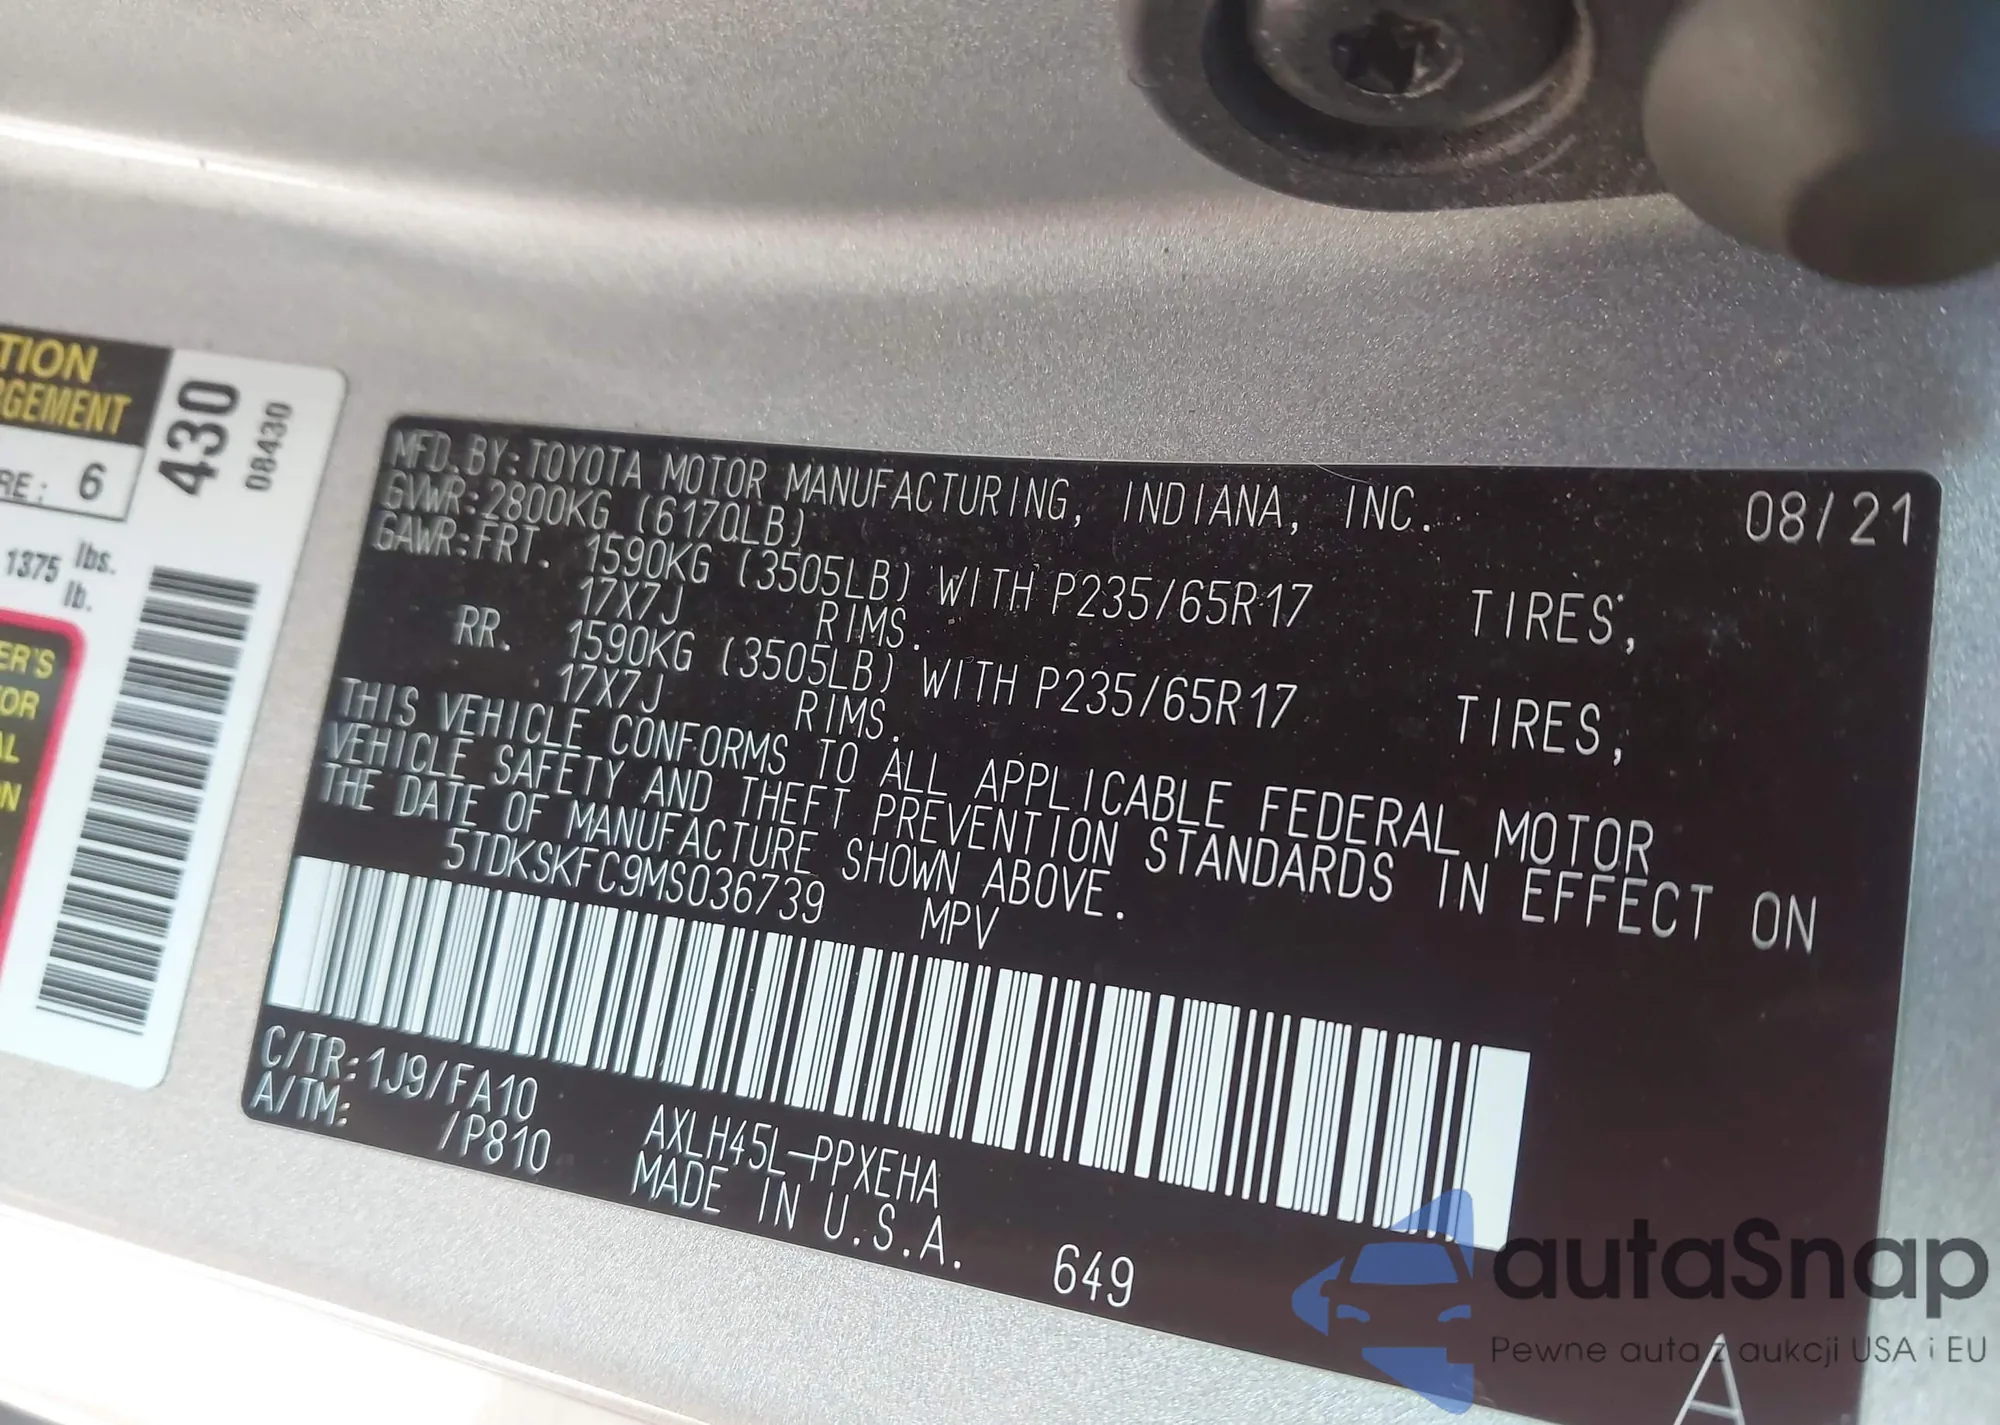 TION
RGEMENT
RE: 6
1375 lbs.
lb.
ER'S
OR
AL
ON
430
08430
MFD. BY: TOYOTA MOTOR MANUFACTURING, INDIANA, INC. 08/21
GVWR: 2800KG (6170LB)
GAWR: FRT. 1590KG (3505LB) WITH P235/65R17 TIRES,
17X7J RIMS.
RR. 1590KG (3505LB) WITH P235/65R17 TIRES,
17X7J RIMS.
THIS VEHICLE CONFORMS TO ALL APPLICABLE FEDERAL MOTOR
VEHICLE SAFETY AND THEFT PREVENTION STANDARDS IN EFFECT ON
THE DATE OF MANUFACTURE SHOWN ABOVE.
5TDKSKFC9MS036739 MPV
C/TR: 1J9/FA10 AXLH45L-PPXEHA
A/TM: /P810 MADE IN U.S.A. 649
A
autaSnap
Pewne auta z aukcji USA i EU